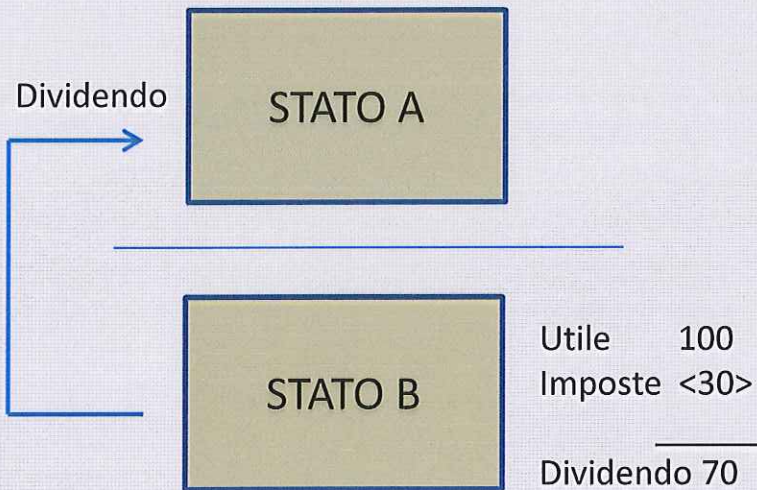 Dividendo
STATO A
STATO B
Utile 100
Imposte <30>
Dividendo 70